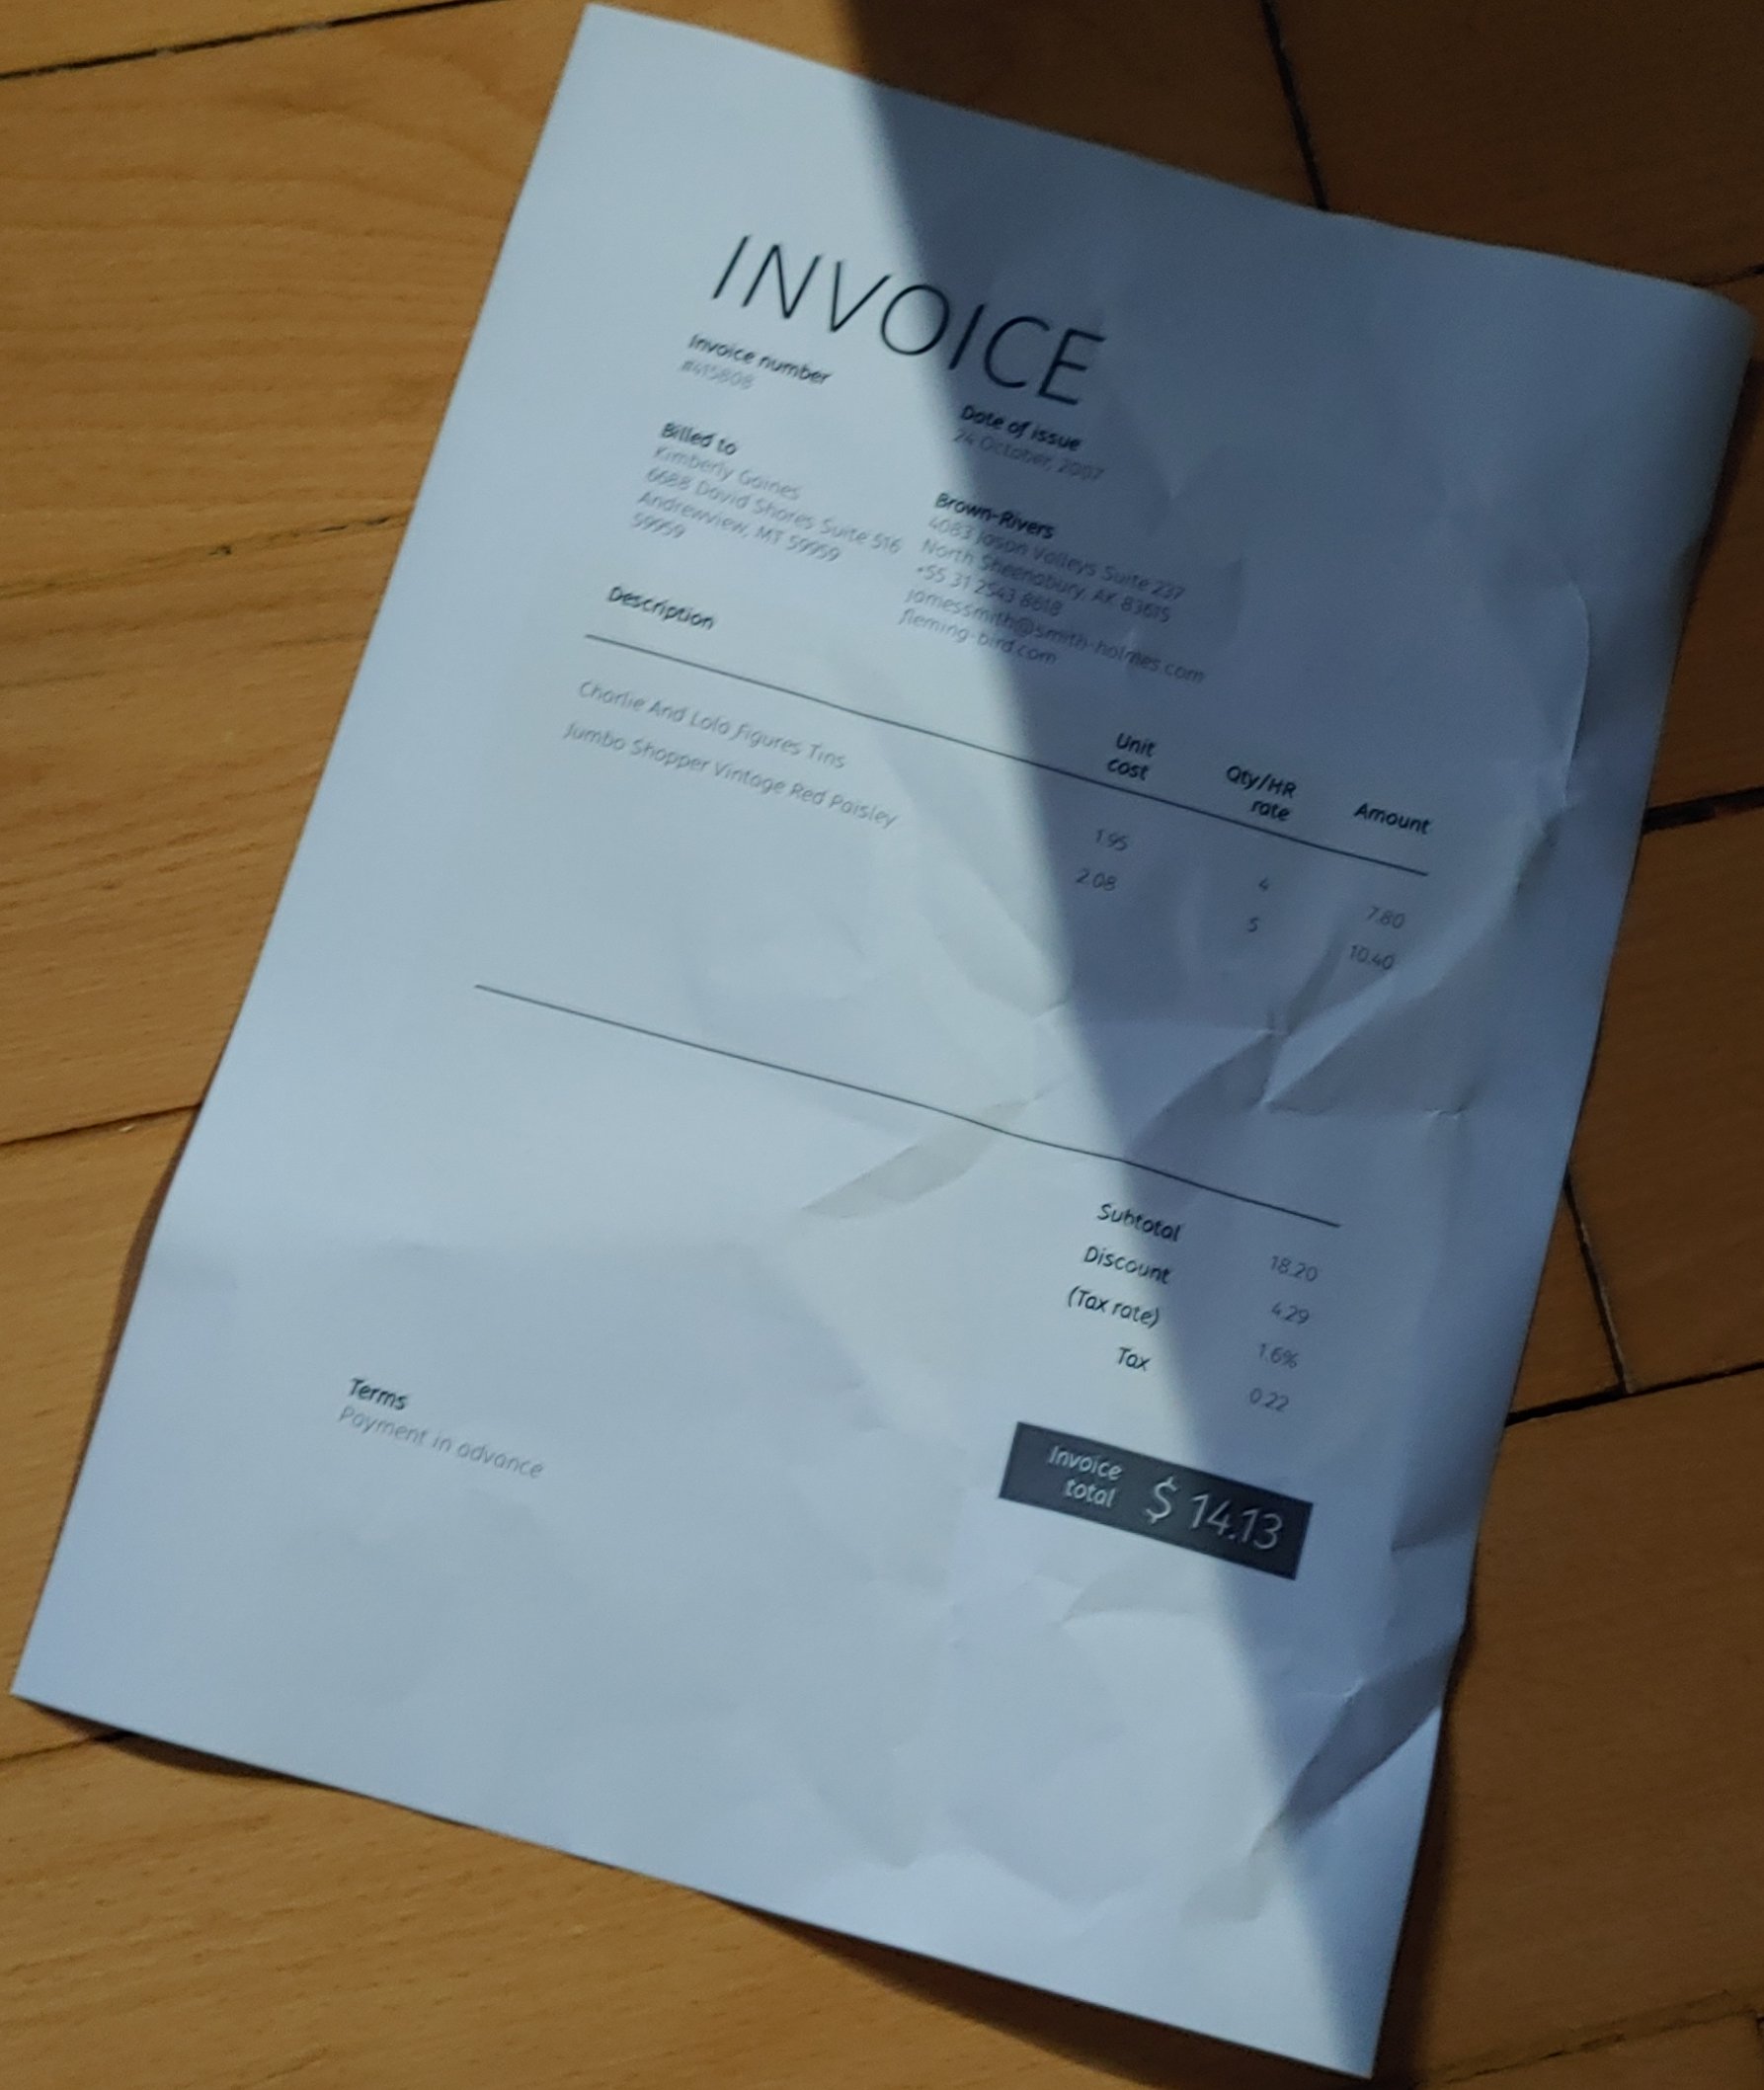 INVOICE
Invoice number
#415808
Date of issue
24 October, 2007
Billed to
Kimberly Gaines
6688 David Shores Suite 516
Andrewview, MT 59959
59959
Brown-Rivers
4083 Jason Valleys Suite 237
North Sheenabury, AK 83615
+55 31 2543 8618
jamessmith@smith-holmes.com
fleming-bird.com
Description
Unit
cost
Qty/HR
rate
Amount
Charlie And Lola Figures Tins 1.95 4 7.80
Jumbo Shopper Vintage Red Paisley 2.08 5 10.40
Subtotal 18.20
Discount 4.29
(Tax rate) 1.6%
Tax 0.22
Terms
Payment in advance
Invoice
total
$ 14.13